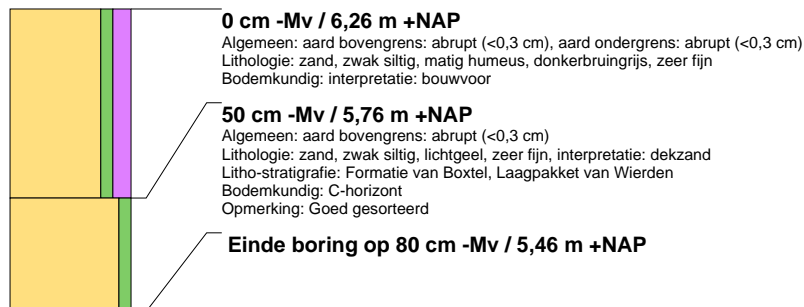 0 cm -Mv / 6,26 m +NAP
Algemeen: aard bovengrens: abrupt (<0,3 cm), aard ondergrens: abrupt (<0,3 cm)
Lithologie: zand, zwak siltig, matig humeus, donkerbruingrijs, zeer fijn
Bodemkundig: interpretatie: bouwvoor
50 cm -Mv / 5,76 m +NAP
Algemeen: aard bovengrens: abrupt (<0,3 cm)
Lithologie: zand, zwak siltig, lichtgeel, zeer fijn, interpretatie: dekzand
Litho-stratigrafie: Formatie van Boxtel, Laagpakket van Wierden
Bodemkundig: C-horizont
Opmerking: Goed gesorteerd
Einde boring op 80 cm -Mv / 5,46 m +NAP